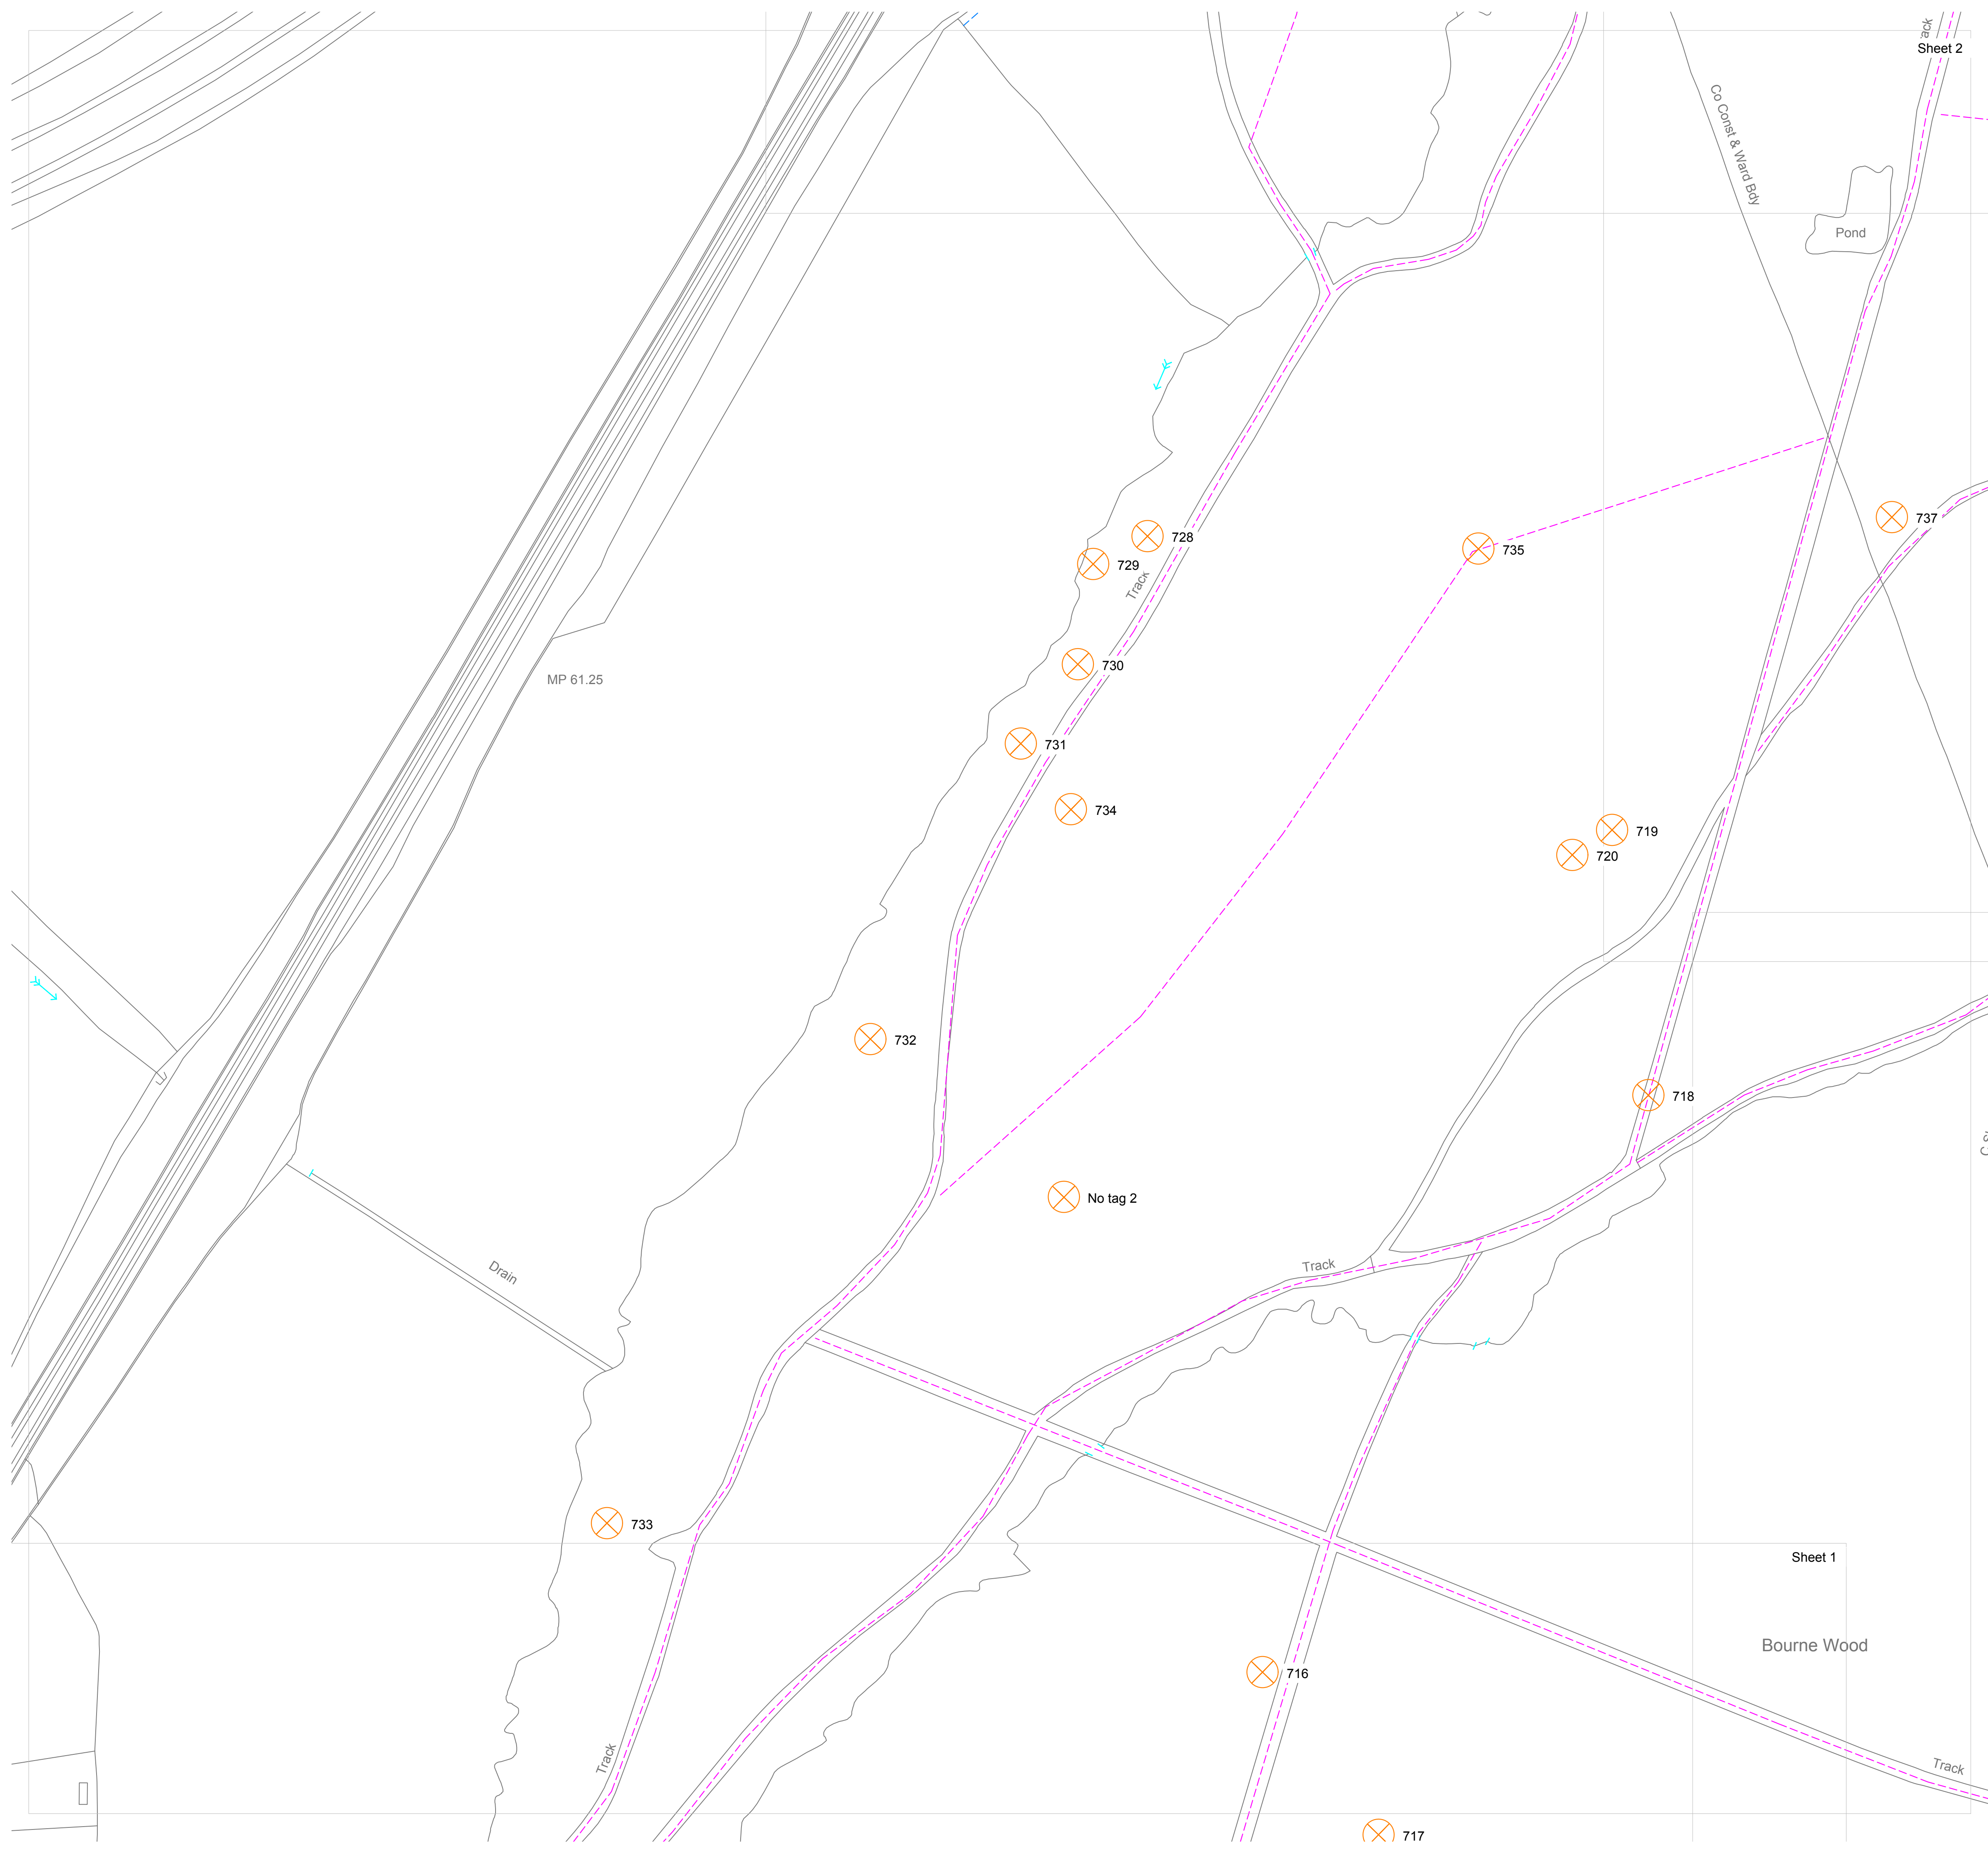 ack
Sheet 2
Co Const & Ward Bdy
Pond
737
728
735
729
Track
730
MP 61.25
731
734
719
720
732
718
No tag 2
Track
Drain
733
Sheet 1
Bourne Wood
716
Track
Track
717